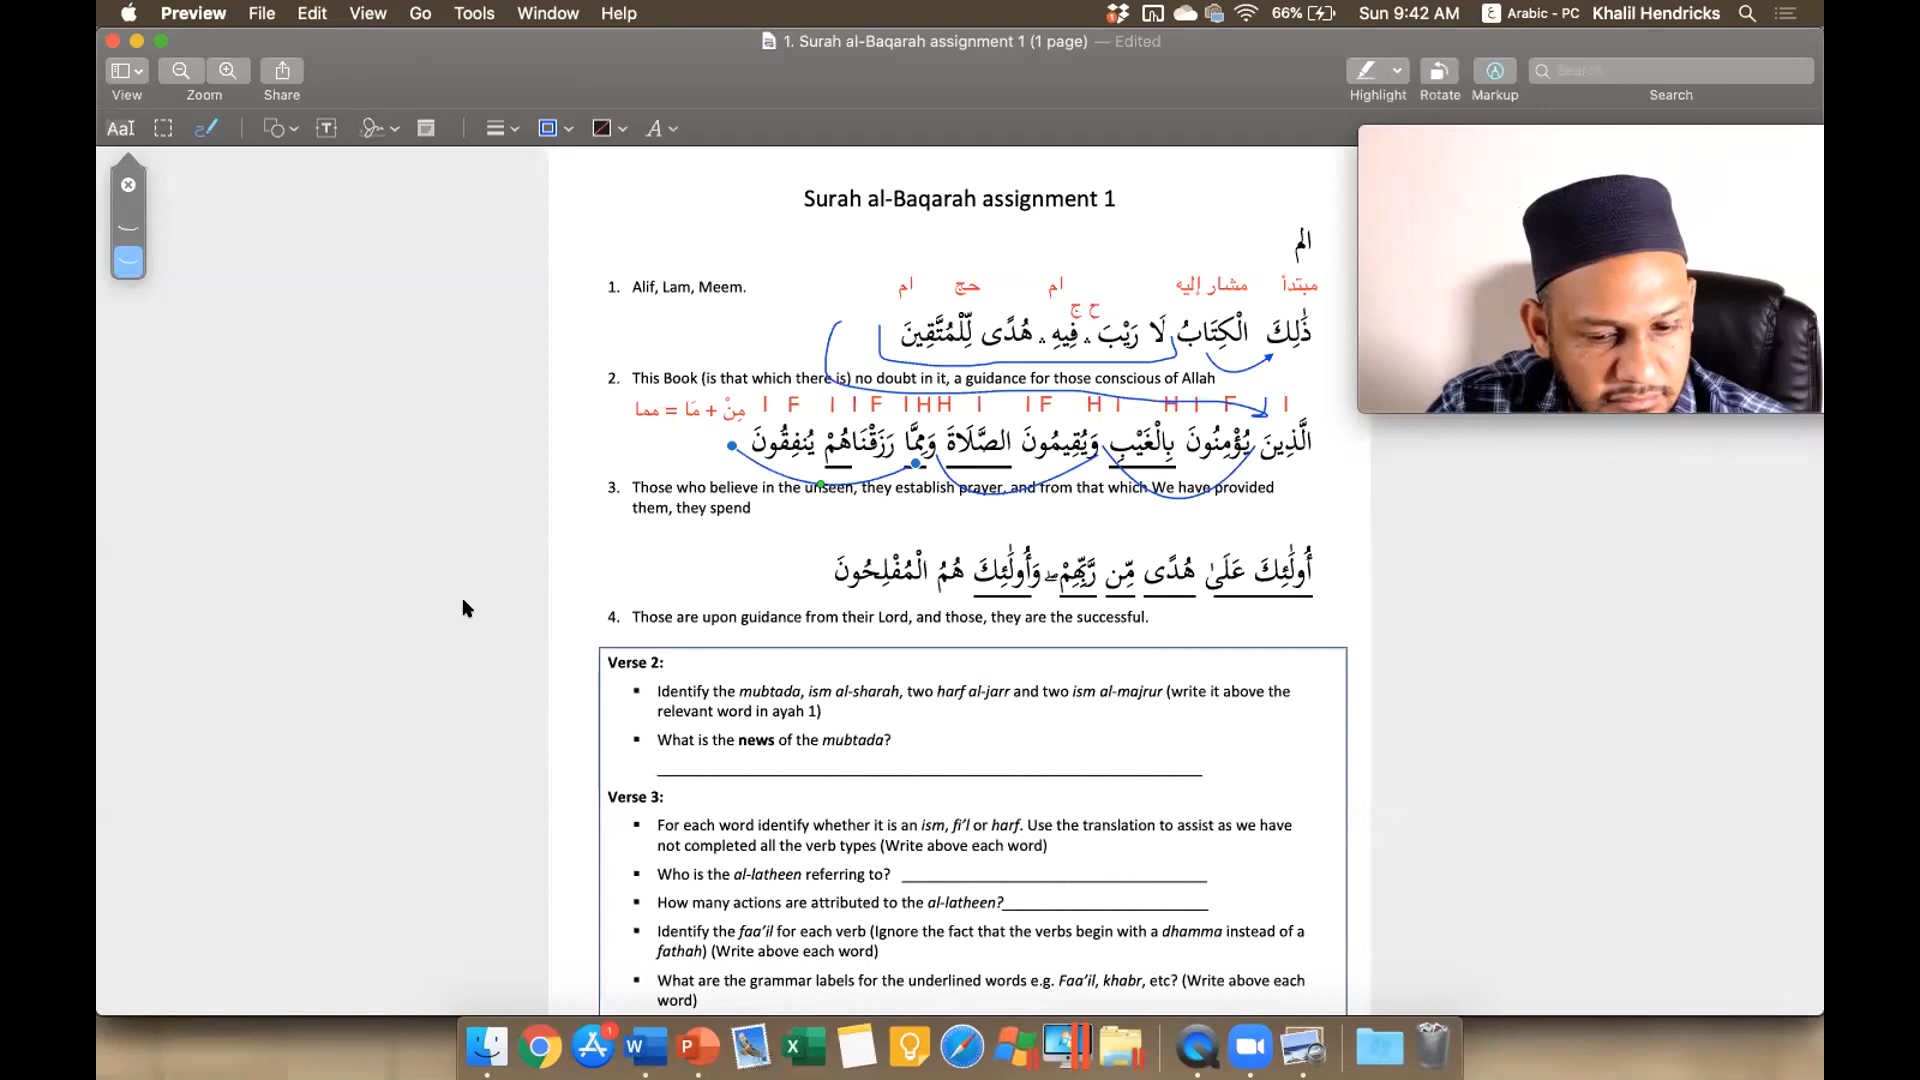 Preview File Edit View Go Tools Window Help 66% Sun 9:42 AM ع Arabic - PC Khalil Hendricks
1. Surah al-Baqarah assignment 1 (1 page) — Edited
View Zoom Share Highlight Rotate Markup Search
Search
AaI T A
Surah al-Baqarah assignment 1
الم
1. Alif, Lam, Meem.
مبتدأ مشار إليه ام حج ام
ح ج
ذَٰلِكَ الْكِتَابُ لَا رَيْبَ ۛ فِيهِ ۛ هُدًى لِّلْمُتَّقِينَ
2. This Book (is that which there is) no doubt in it, a guidance for those conscious of Allah
مِنْ + مَا = مما I F I I F I H H I I F H I H I F I I
الَّذِينَ يُؤْمِنُونَ بِالْغَيْبِ وَيُقِيمُونَ الصَّلَاةَ وَمِمَّا رَزَقْنَاهُمْ يُنفِقُونَ
3. Those who believe in the unseen, they establish prayer, and from that which We have provided
them, they spend
أُولَٰئِكَ عَلَىٰ هُدًى مِّن رَّبِّهِمْ ۖ وَأُولَٰئِكَ هُمُ الْمُفْلِحُونَ
4. Those are upon guidance from their Lord, and those, they are the successful.
Verse 2:
▪ Identify the mubtada, ism al-sharah, two harf al-jarr and two ism al-majrur (write it above the
relevant word in ayah 1)
▪ What is the news of the mubtada?
Verse 3:
▪ For each word identify whether it is an ism, fi’l or harf. Use the translation to assist as we have
not completed all the verb types (Write above each word)
▪ Who is the al-latheen referring to?
▪ How many actions are attributed to the al-latheen?
▪ Identify the faa’il for each verb (Ignore the fact that the verbs begin with a dhamma instead of a
fathah) (Write above each word)
▪ What are the grammar labels for the underlined words e.g. Faa’il, khabr, etc? (Write above each
word)
1
W P X